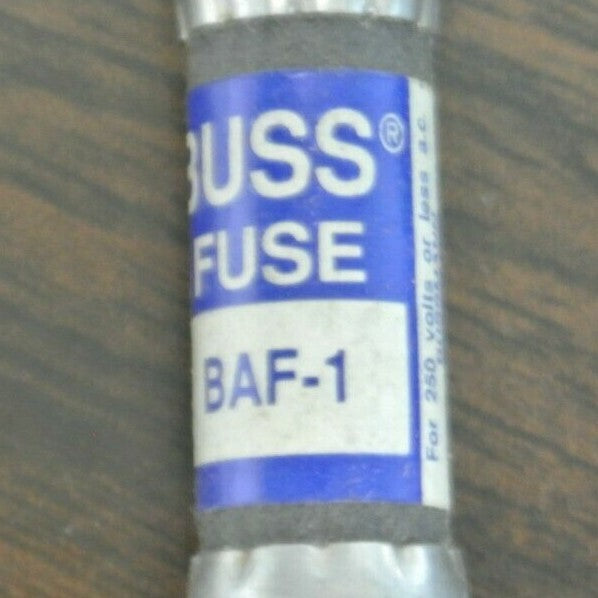 BUSS®
FUSE
BAF-1
For 250 volts or less a.c.